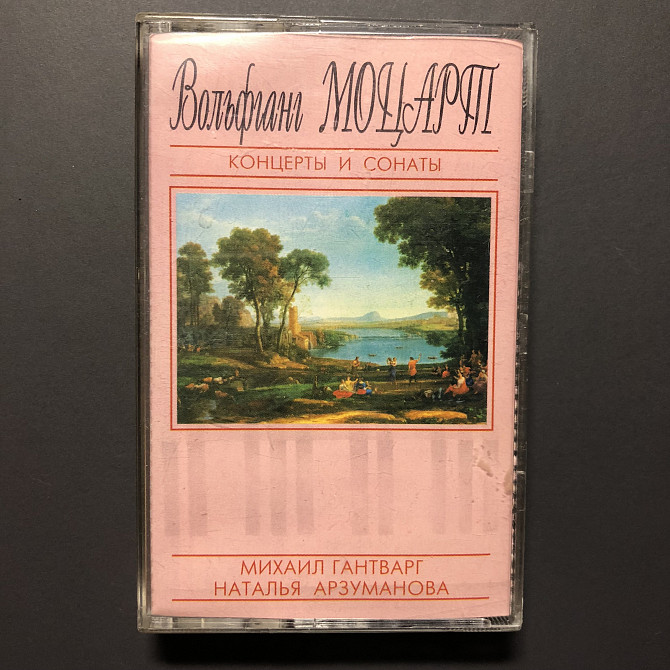 Вольфганг МОЦАРТ
КОНЦЕРТЫ И СОНАТЫ
МИХАИЛ ГАНТВАРГ
НАТАЛЬЯ АРЗУМАНОВА